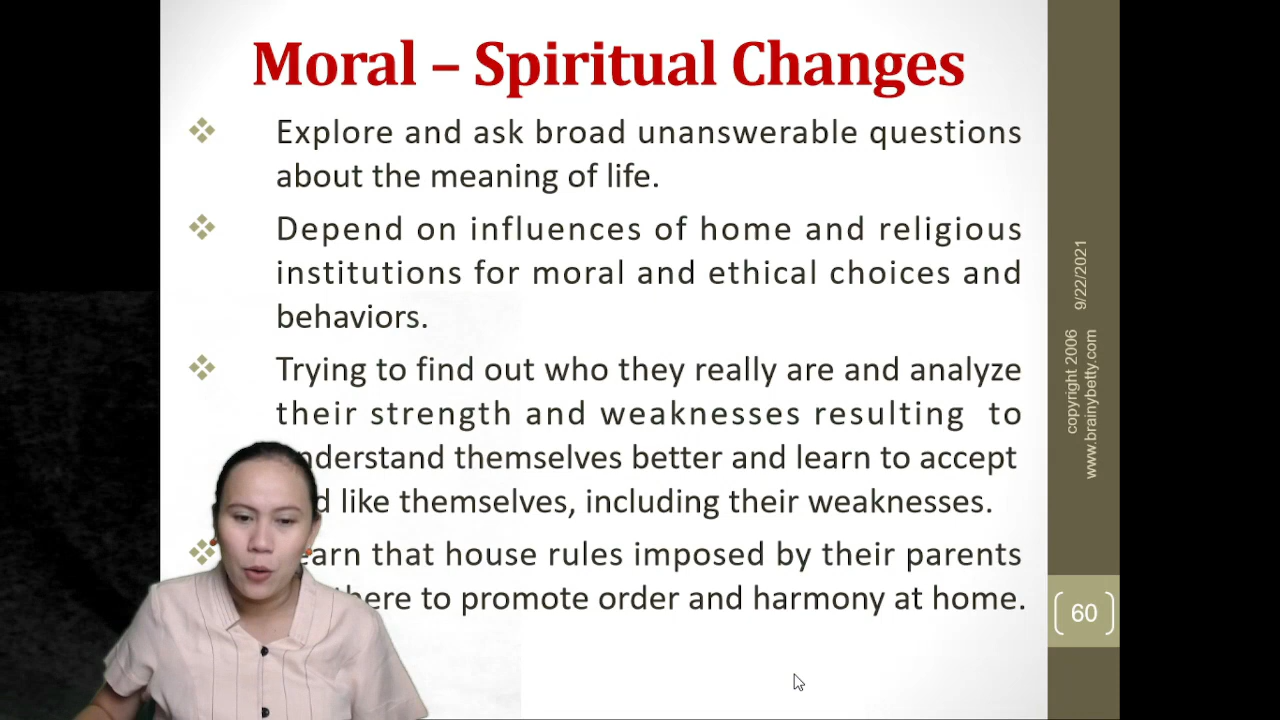 Moral – Spiritual Changes
❖ Explore and ask broad unanswerable questions
about the meaning of life.
❖ Depend on influences of home and religious
institutions for moral and ethical choices and
behaviors.
❖ Trying to find out who they really are and analyze
their strength and weaknesses resulting to
themselves better and learn to accept
like themselves, including their weaknesses.
❖ that house rules imposed by their parents
to promote order and harmony at home.
9/22/2021
copyright 2006
www.brainybetty.com
60